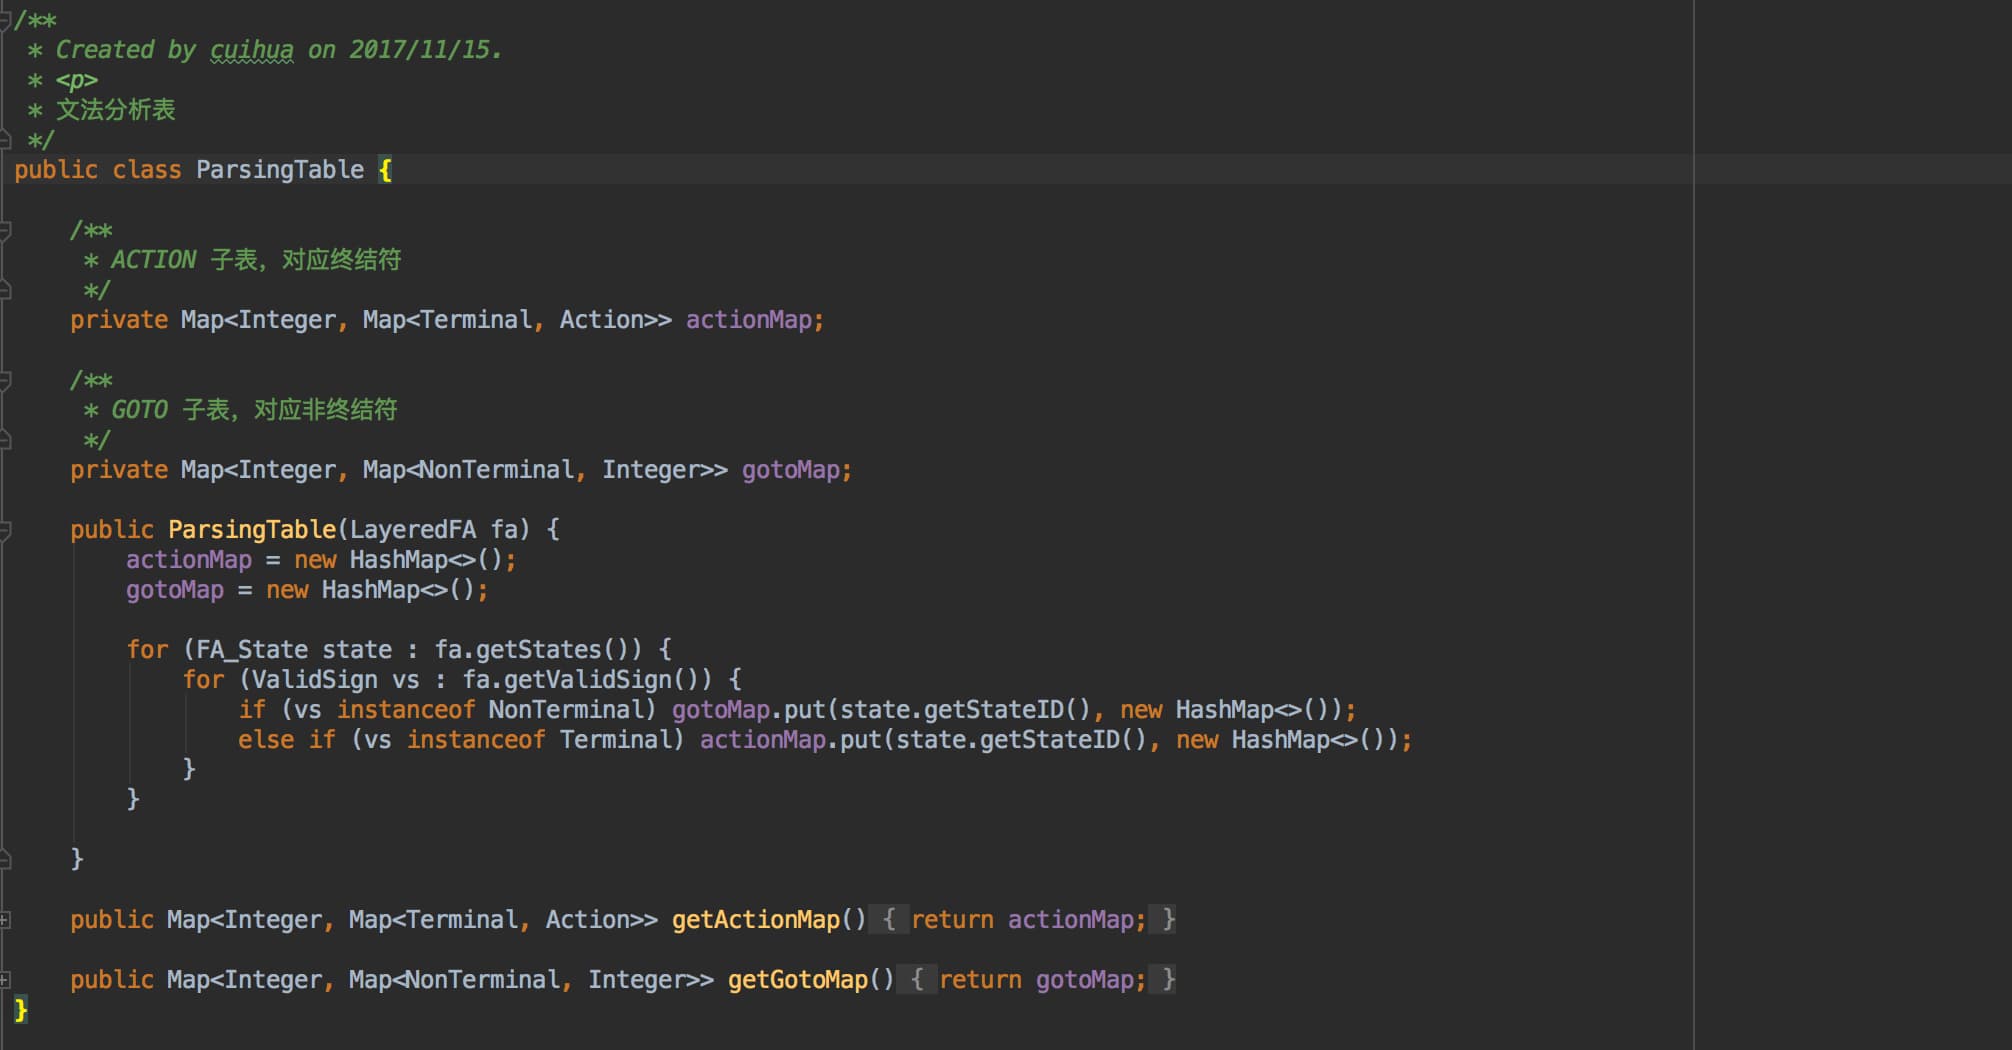 /**
 * Created by cuihua on 2017/11/15.
 * <p>
 * 文法分析表
 */
public class ParsingTable {
    /**
     * ACTION 子表，对应终结符
     */
    private Map<Integer, Map<Terminal, Action>> actionMap;
    /**
     * GOTO 子表，对应非终结符
     */
    private Map<Integer, Map<NonTerminal, Integer>> gotoMap;
    public ParsingTable(LayeredFA fa) {
        actionMap = new HashMap<>();
        gotoMap = new HashMap<>();
        for (FA_State state : fa.getStates()) {
            for (ValidSign vs : fa.getValidSign()) {
                if (vs instanceof NonTerminal) gotoMap.put(state.getStateID(), new HashMap<>());
                else if (vs instanceof Terminal) actionMap.put(state.getStateID(), new HashMap<>());
            }
        }
    }
    public Map<Integer, Map<Terminal, Action>> getActionMap() { return actionMap; }
    public Map<Integer, Map<NonTerminal, Integer>> getGotoMap() { return gotoMap; }
}